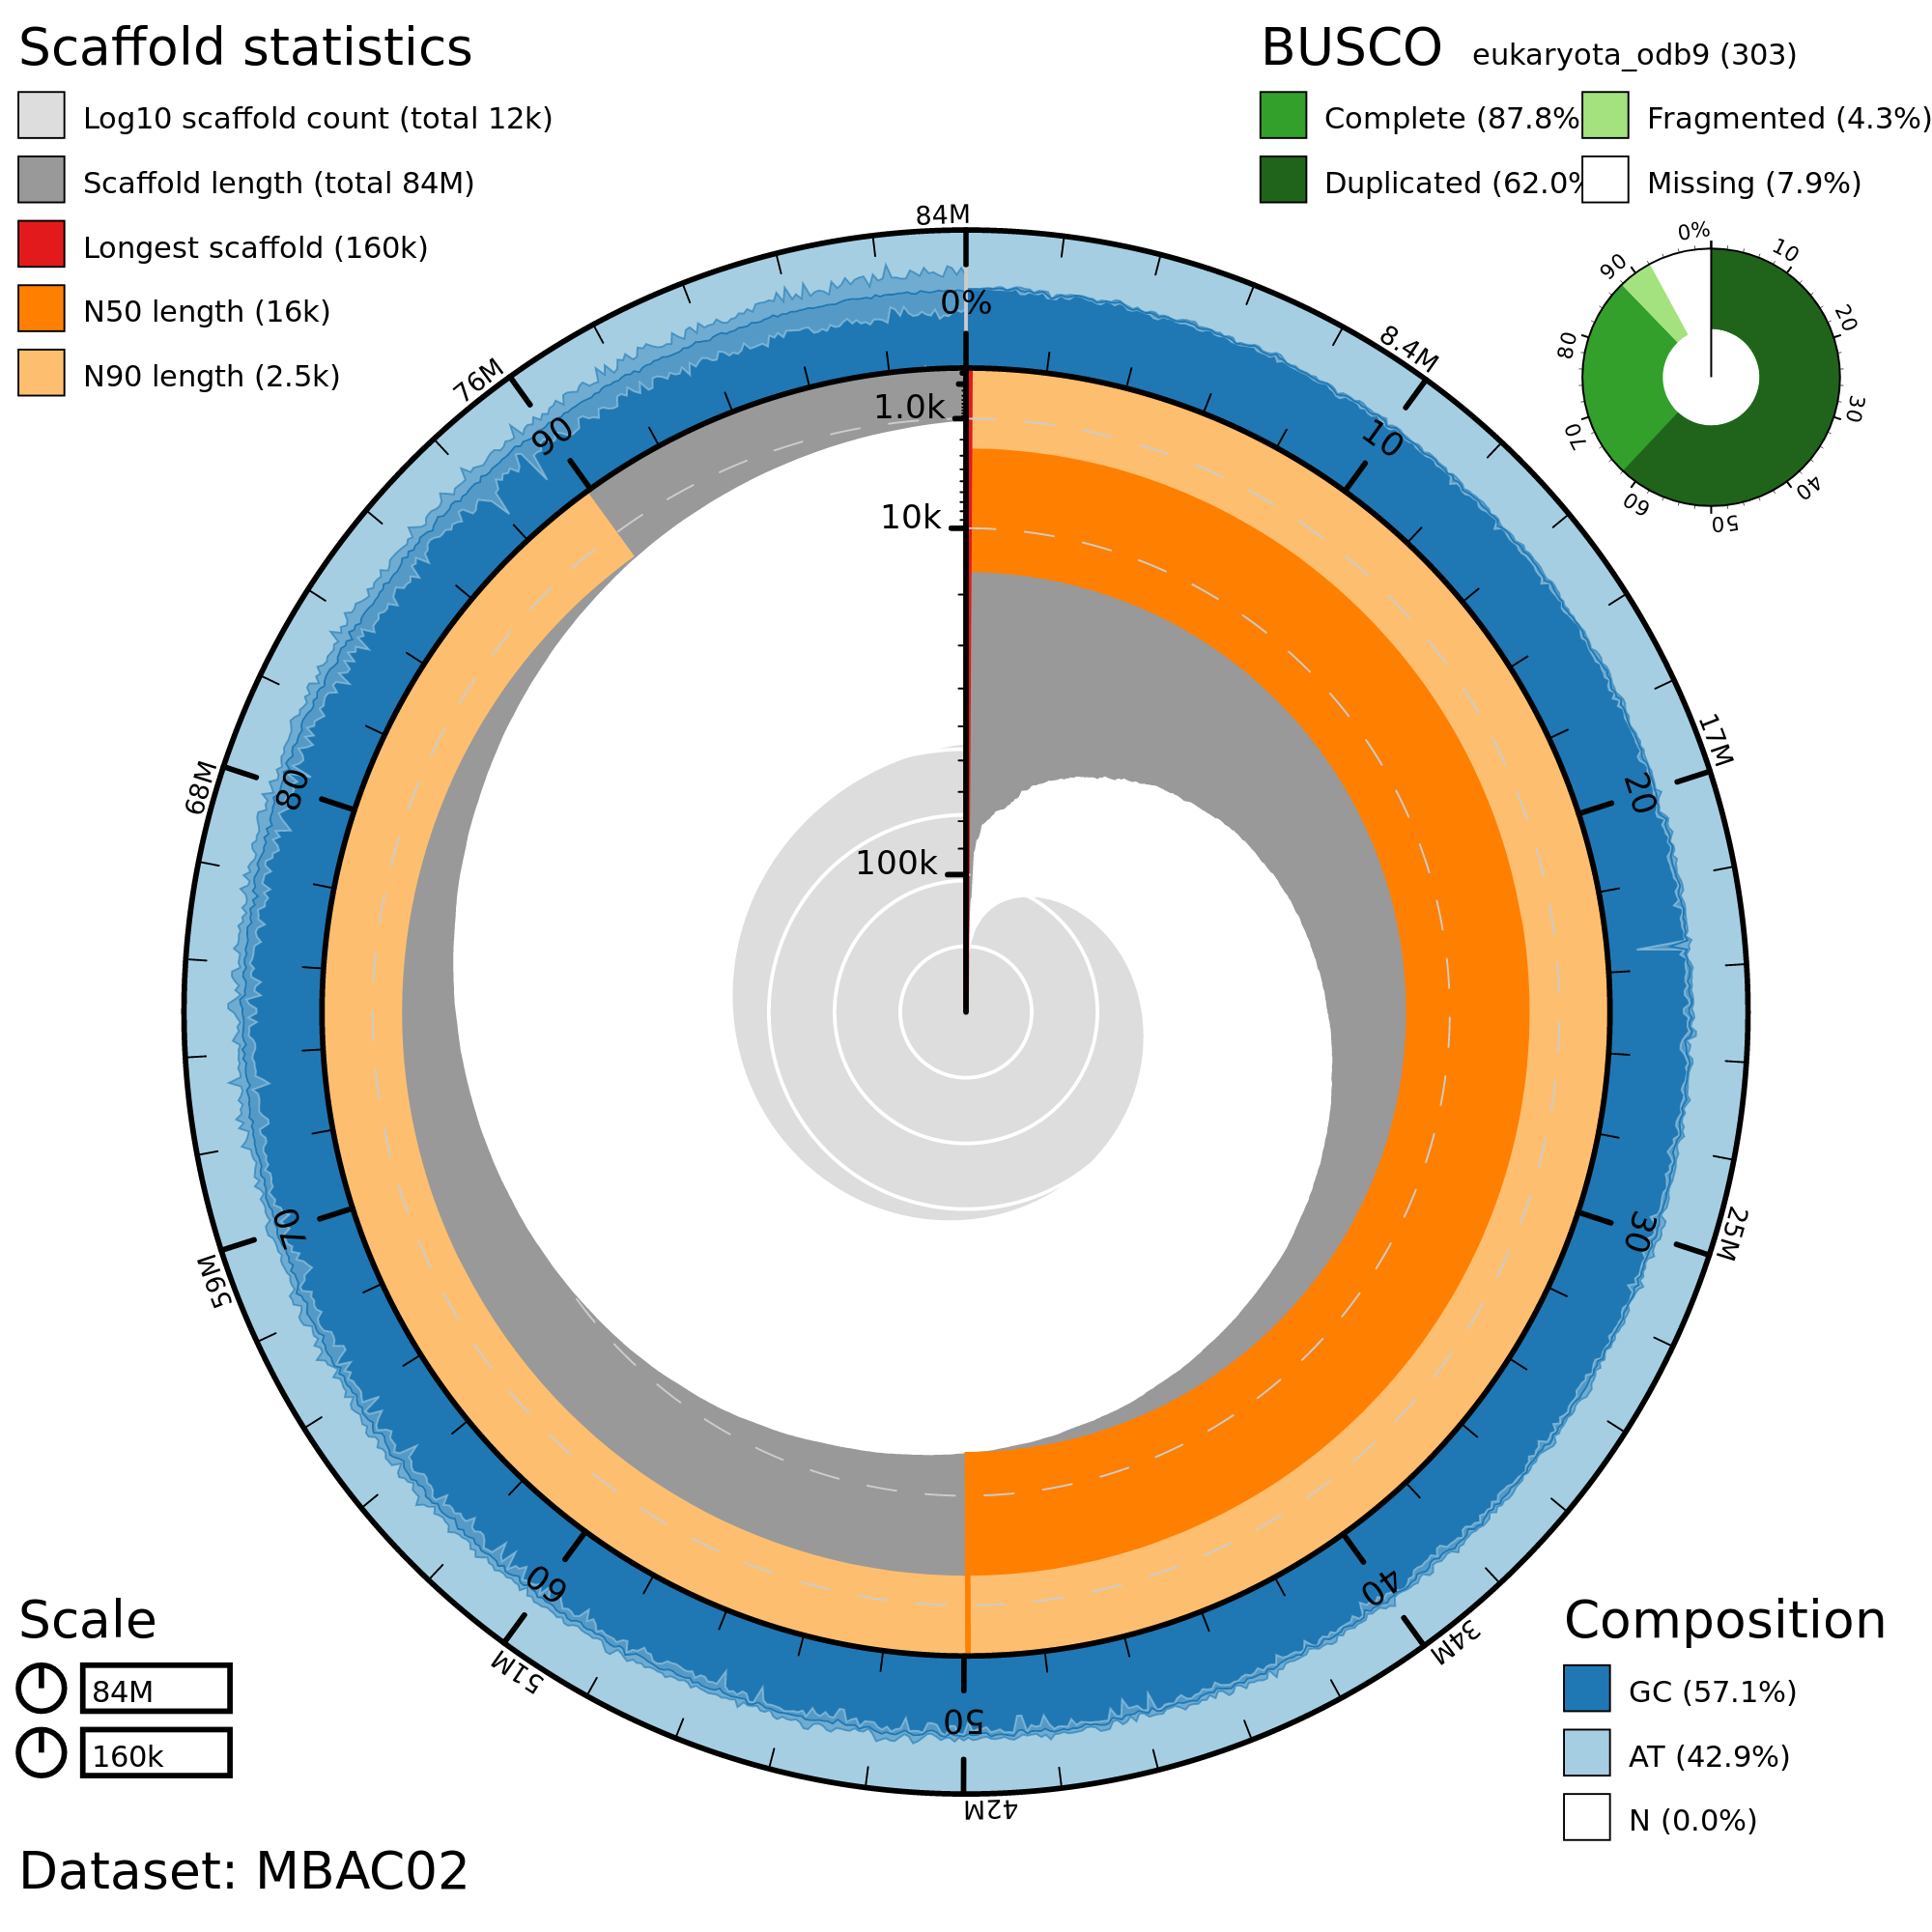 Scaffold statistics
Log10 scaffold count (total 12k)
Scaffold length (total 84M)
Longest scaffold (160k)
N50 length (16k)
N90 length (2.5k)
BUSCO eukaryota_odb9 (303)
Complete (87.8%
Fragmented (4.3%)
Duplicated (62.0%
Missing (7.9%)
0%
10
20
30
40
50
60
70
80
90
84M
8.4M
17M
25M
34M
42M
51M
59M
68M
76M
0%
10
20
30
40
50
60
70
80
90
1.0k
10k
100k
Scale
84M
160k
Composition
GC (57.1%)
AT (42.9%)
N (0.0%)
Dataset: MBAC02